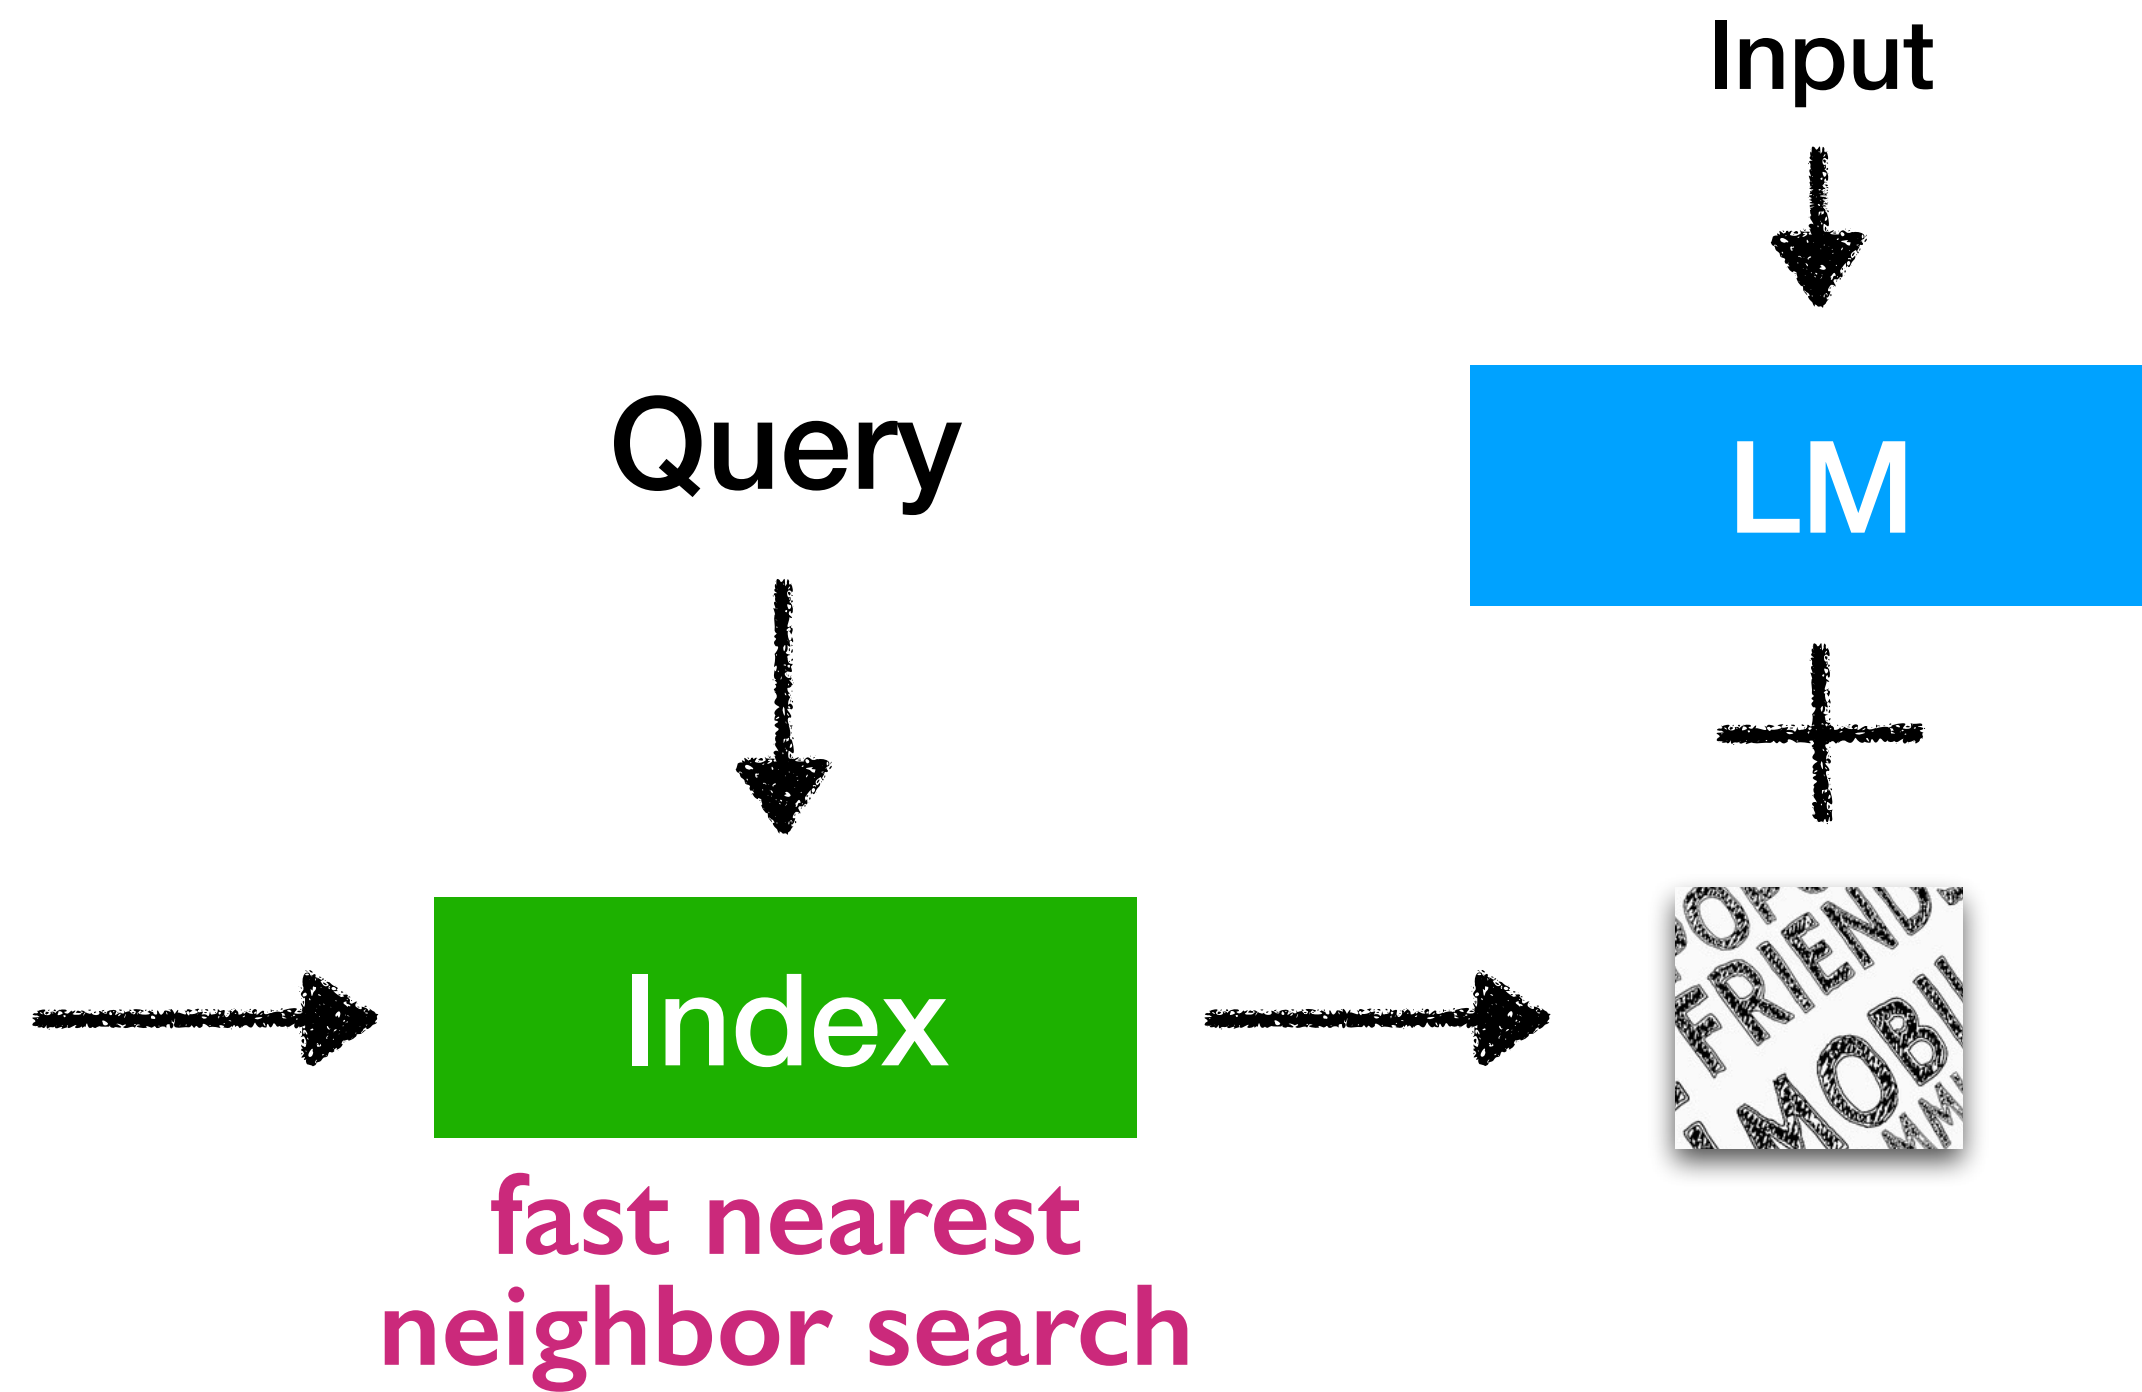 Input
Query
LM
Index
fast nearest
neighbor search
FRIEND
MOBI